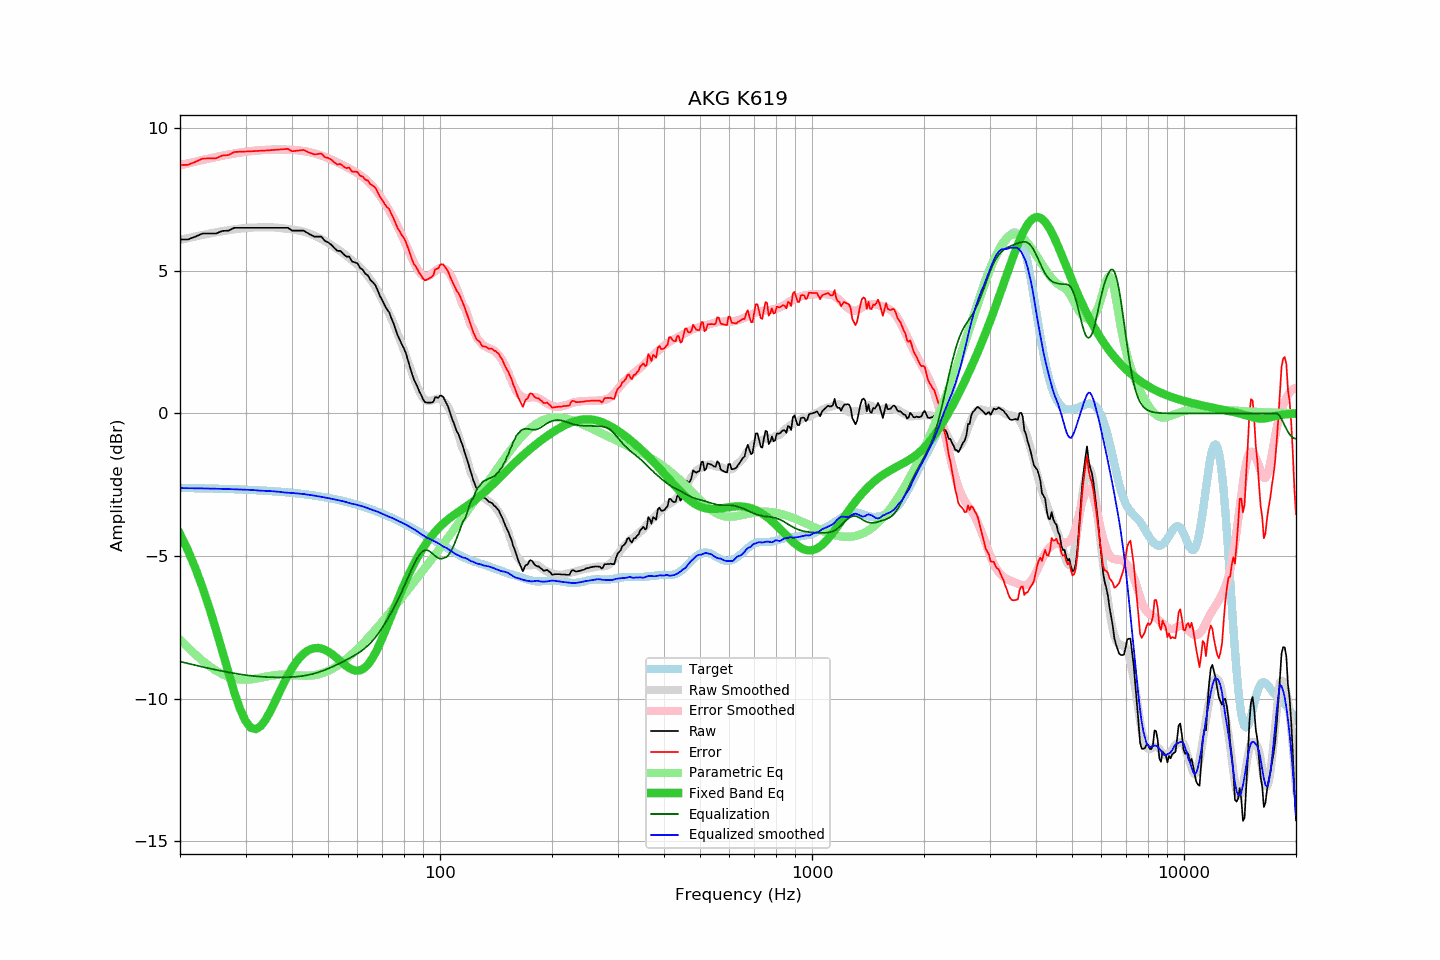 AKG K619
10
5
0
−5
−10
−15
Amplitude (dBr)
Target
Raw Smoothed
Error Smoothed
Raw
Error
Parametric Eq
Fixed Band Eq
Equalization
Equalized smoothed
100 1000 10000
Frequency (Hz)